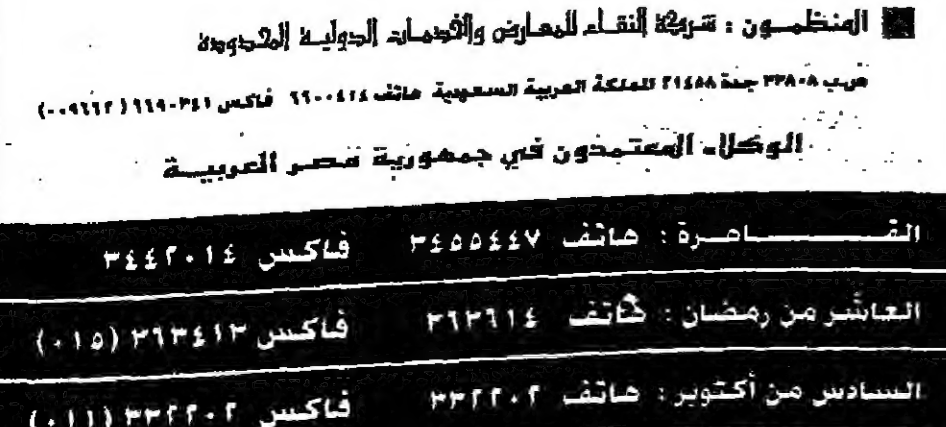 المنظمون : شركة النقاء للمعارض والخدمات الدولية المحدودة
ص.ب ٣٣٨٠٨ جدة ٢١٤٥٨ المملكة العربية السعودية هاتف ٦٦٠٠٤١٤ فاكس ٦٦٩٠٣٤١ (٠٠٩٦٦٢)
الوكلاء المعتمدون في جمهورية مصر العربية
القاهرة : هاتف ٣٤٥٥٤٤٧ فاكس ٣٤٤٢٠١٤
العاشر من رمضان : هاتف ٣٦٣٦١٤ فاكس ٣٦٣٤١٣ (٠١٥)
السادس من أكتوبر : هاتف ٣٣٢٢٠٢ فاكس ٣٣٢٢٠٢ (٠١١)